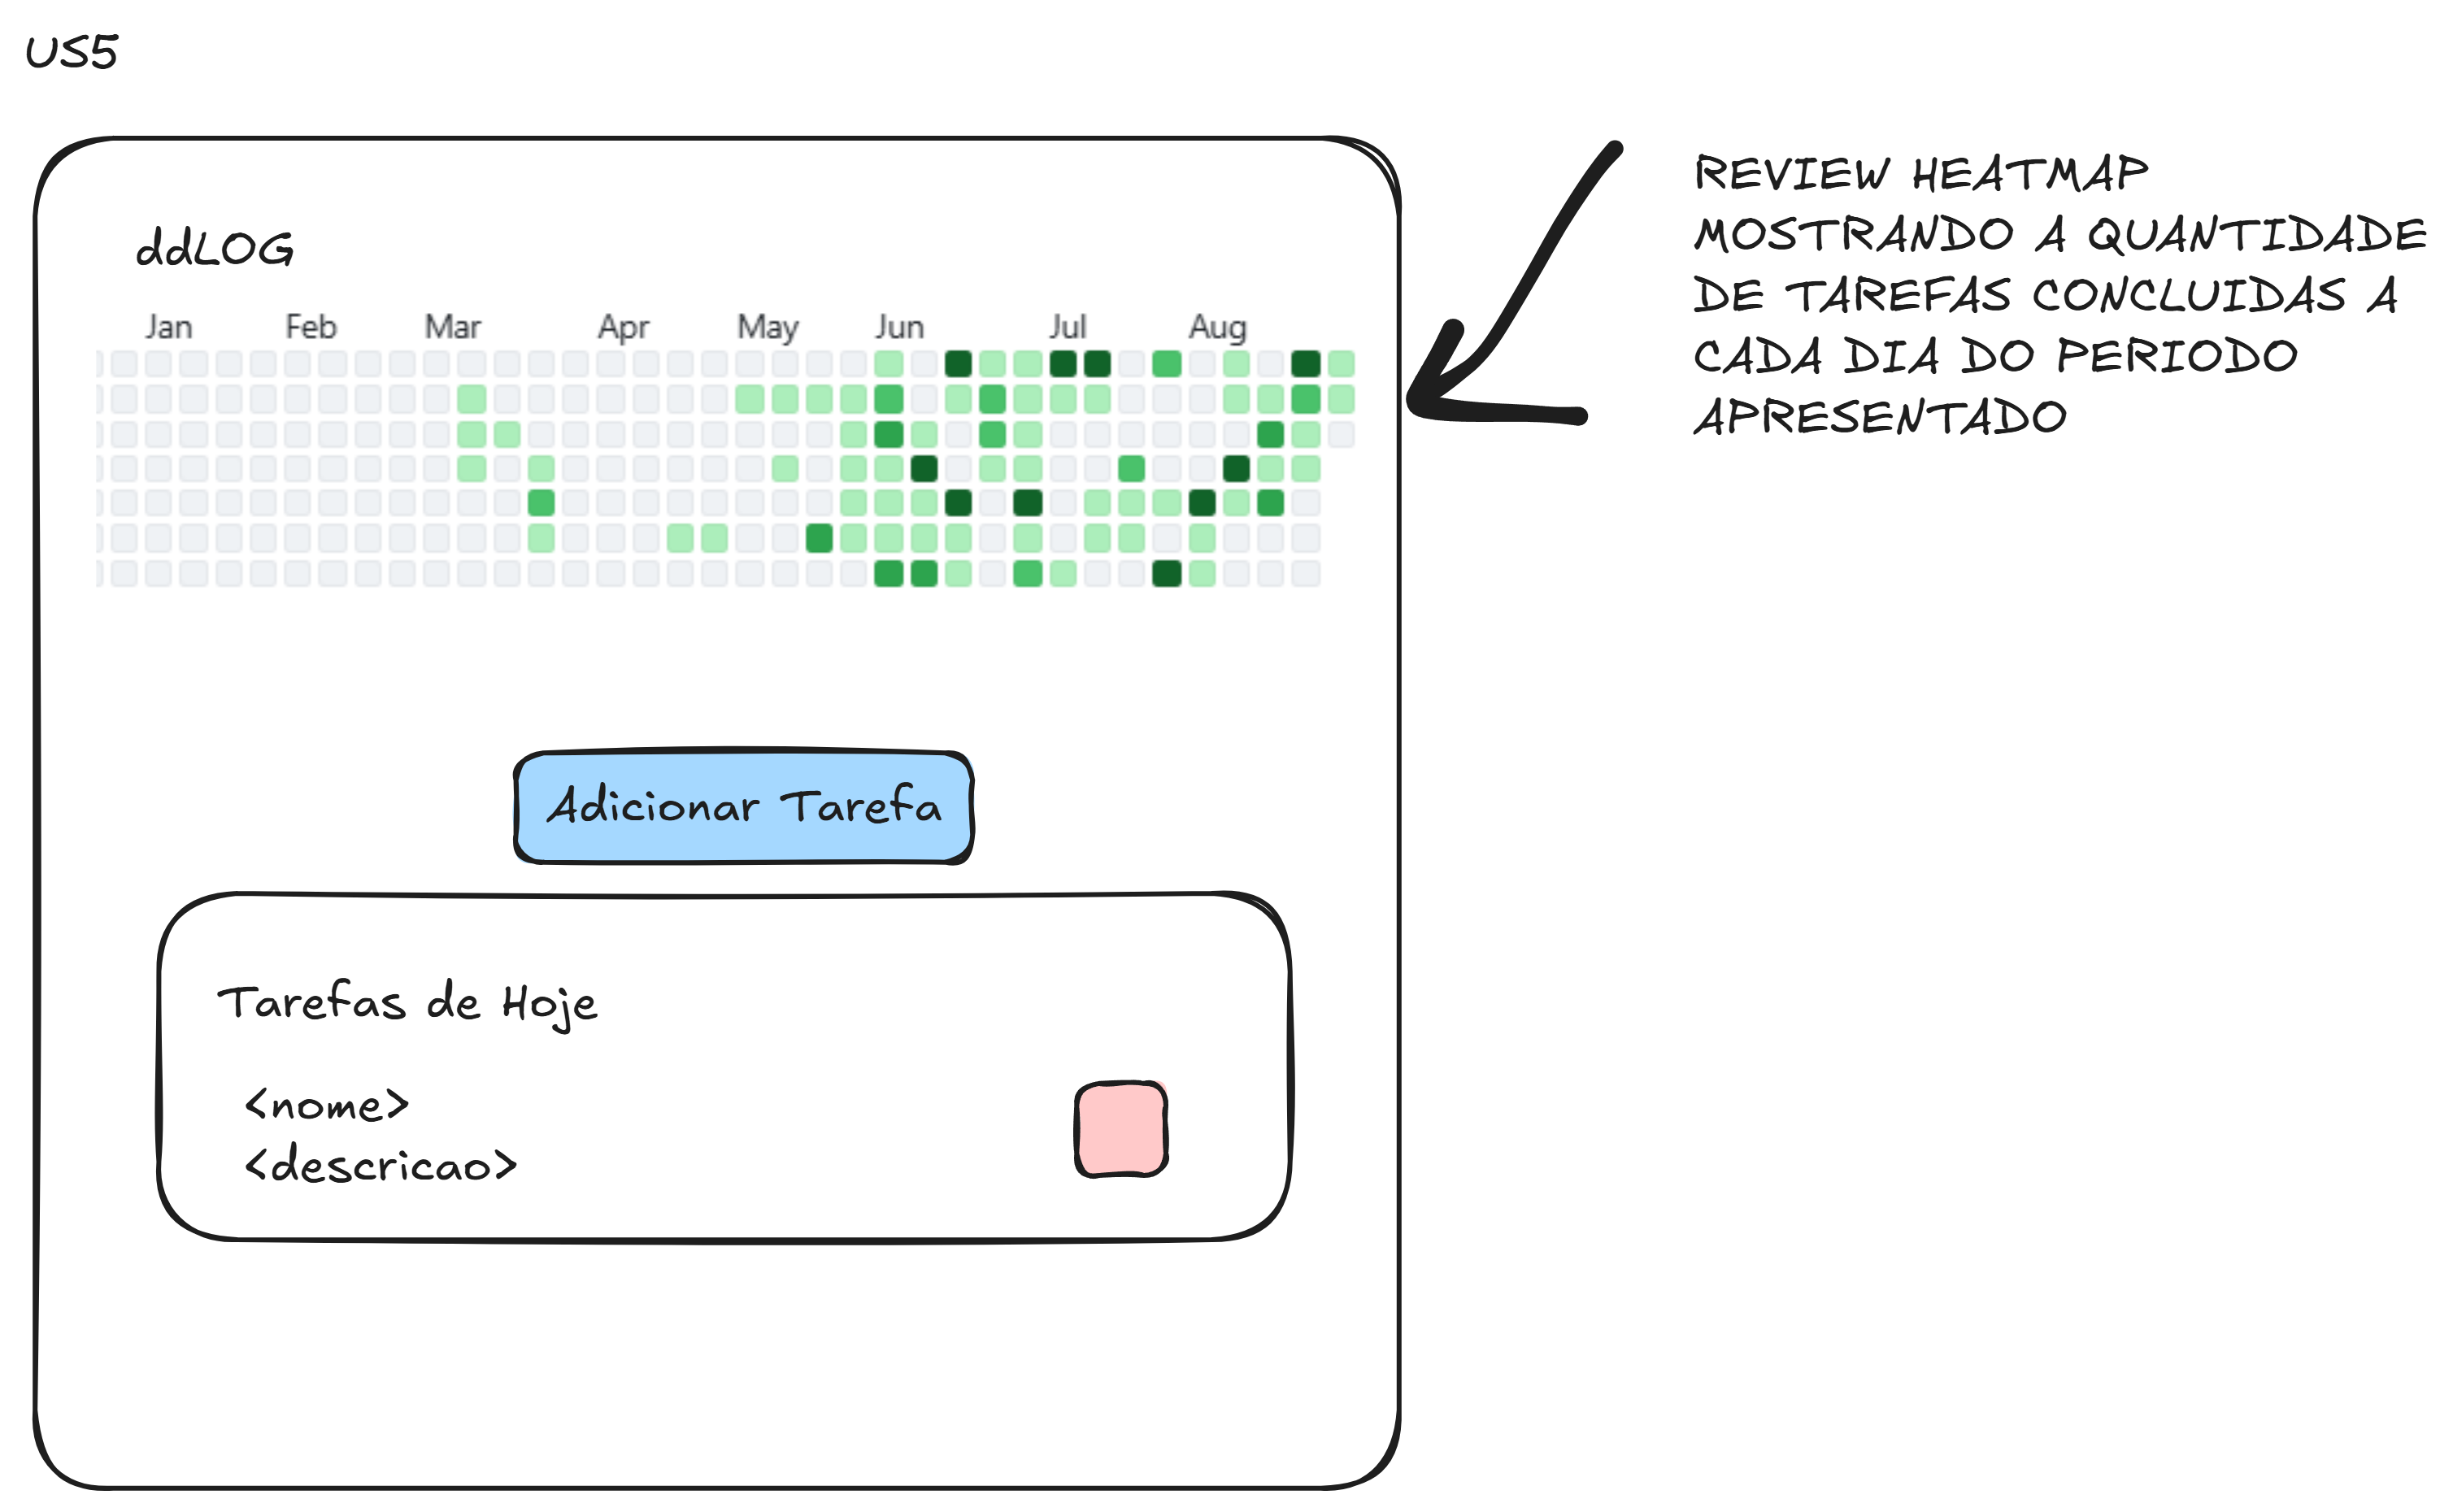 US5
ddLOG
Jan Feb Mar Apr May Jun Jul Aug
Adicionar Tarefa
Tarefas de Hoje
<nome>
<descricao>
REVIEW HEATMAP
MOSTRANDO A QUANTIDADE
DE TAREFAS CONCLUIDAS A
CADA DIA DO PERIODO
APRESENTADO